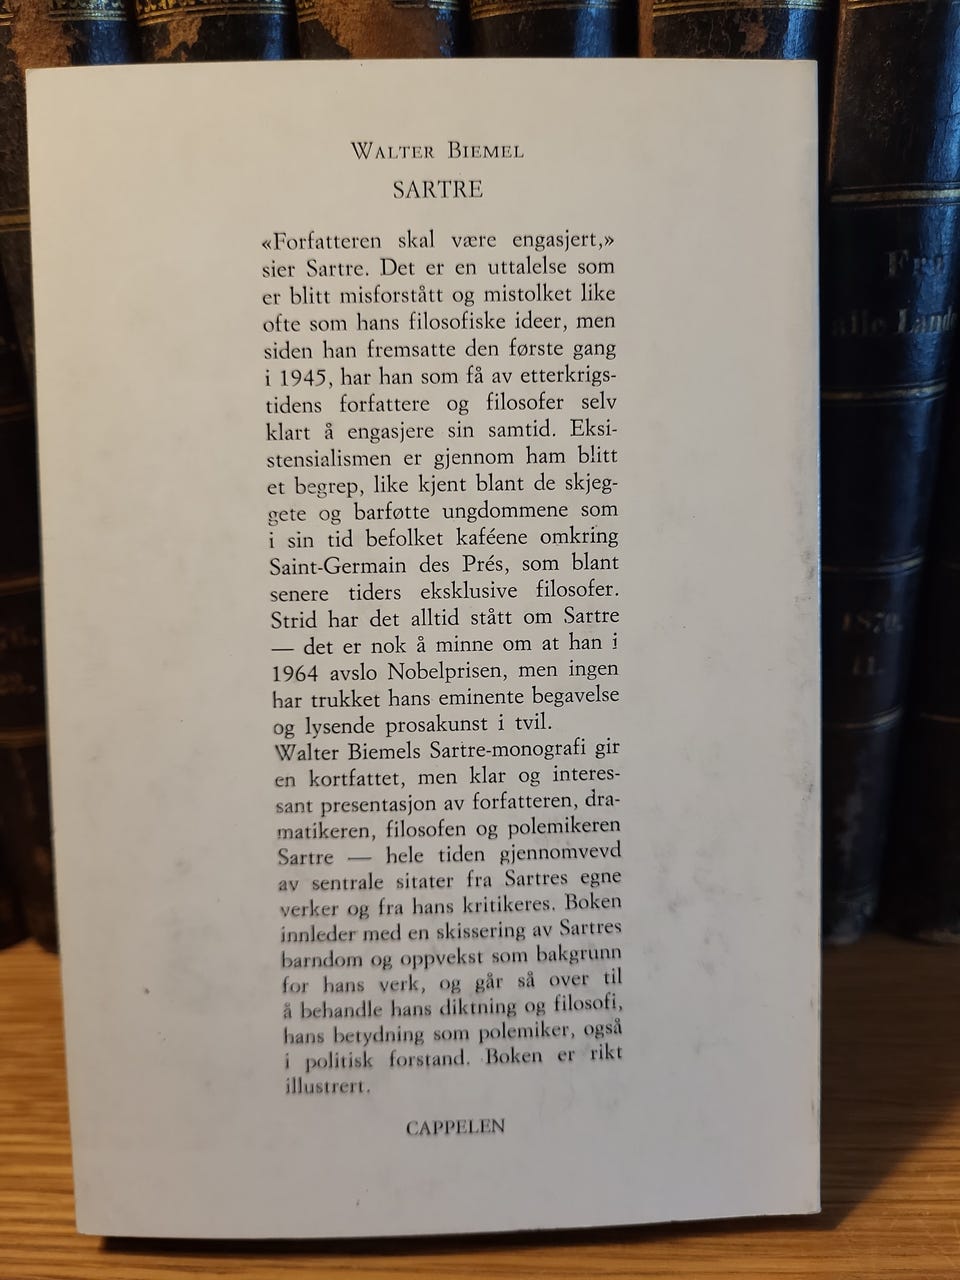 WALTER BIEMEL
SARTRE
«Forfatteren skal være engasjert,»
sier Sartre. Det er en uttalelse som
er blitt misforstått og mistolket like
ofte som hans filosofiske ideer, men
siden han fremsatte den første gang
i 1945, har han som få av etterkrigs-
tidens forfattere og filosofer selv
klart å engasjere sin samtid. Eksi-
stensialismen er gjennom ham blitt
et begrep, like kjent blant de skjeg-
gete og barføtte ungdommene som
i sin tid befolket kaféene omkring
Saint-Germain des Prés, som blant
senere tiders eksklusive filosofer.
Strid har det alltid stått om Sartre
— det er nok å minne om at han i
1964 avslo Nobelprisen, men ingen
har trukket hans eminente begavelse
og lysende prosakunst i tvil.
Walter Biemels Sartre-monografi gir
en kortfattet, men klar og interes-
sant presentasjon av forfatteren, dra-
matikeren, filosofen og polemikeren
Sartre — hele tiden gjennomvevd
av sentrale sitater fra Sartres egne
verker og fra hans kritikeres. Boken
innleder med en skissering av Sartres
barndom og oppvekst som bakgrunn
for hans verk, og går så over til
å behandle hans diktning og filosofi,
hans betydning som polemiker, også
i politisk forstand. Boken er rikt
illustrert.
CAPPELEN
Fra
alle Lande
1870.
II.